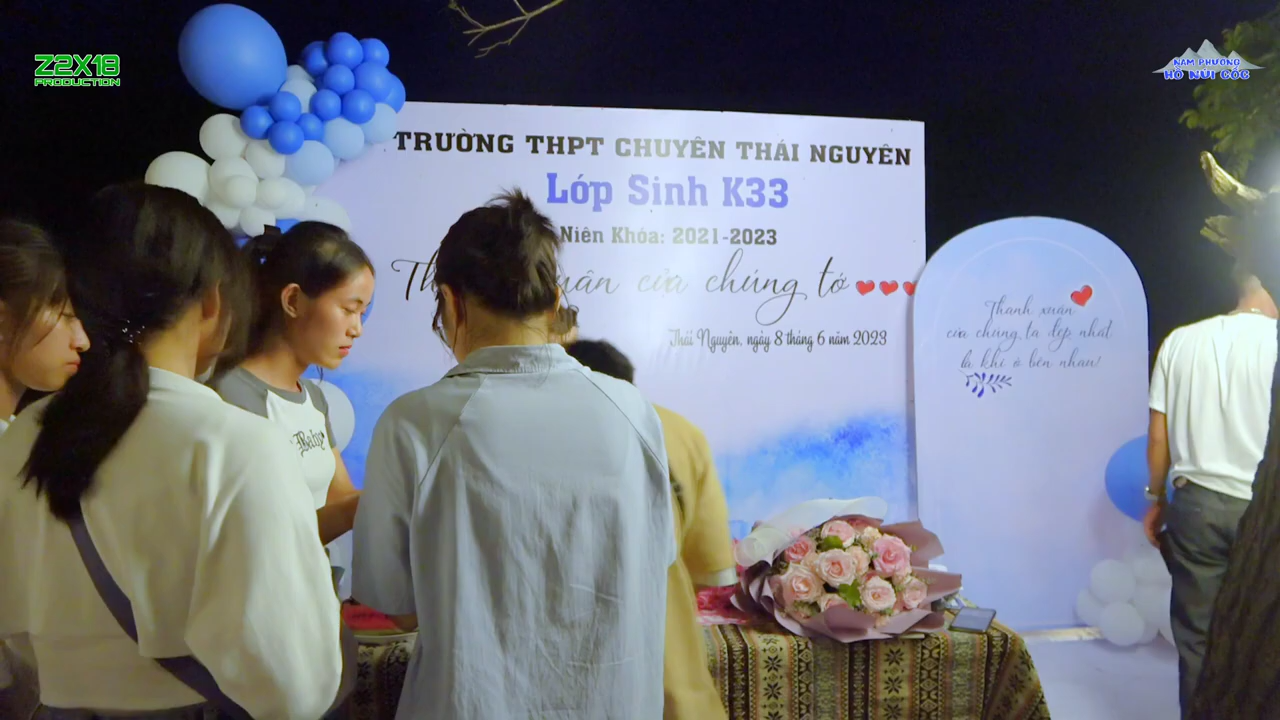 Z2X18
PRODUCTION
NAM PHƯƠNG
HỒ NÚI CỐC
TRƯỜNG THPT CHUYÊN THÁI NGUYÊN
Lớp Sinh K33
Niên Khóa: 2021-2023
của chúng tớ
Thái Nguyên, ngày 8 tháng 6 năm 2023
Thanh xuân
của chúng ta đẹp nhất
là khi ở bên nhau!
Baby